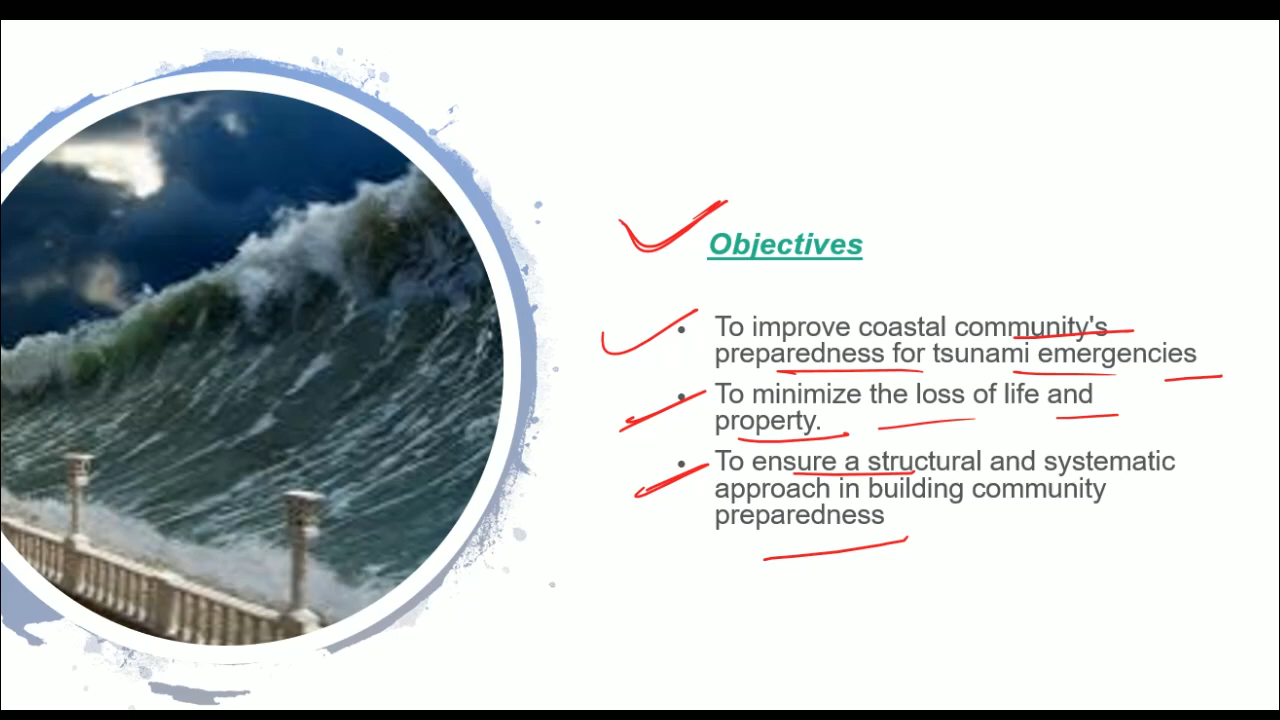 Objectives
• To improve coastal community's
preparedness for tsunami emergencies
• To minimize the loss of life and
property.
• To ensure a structural and systematic
approach in building community
preparedness